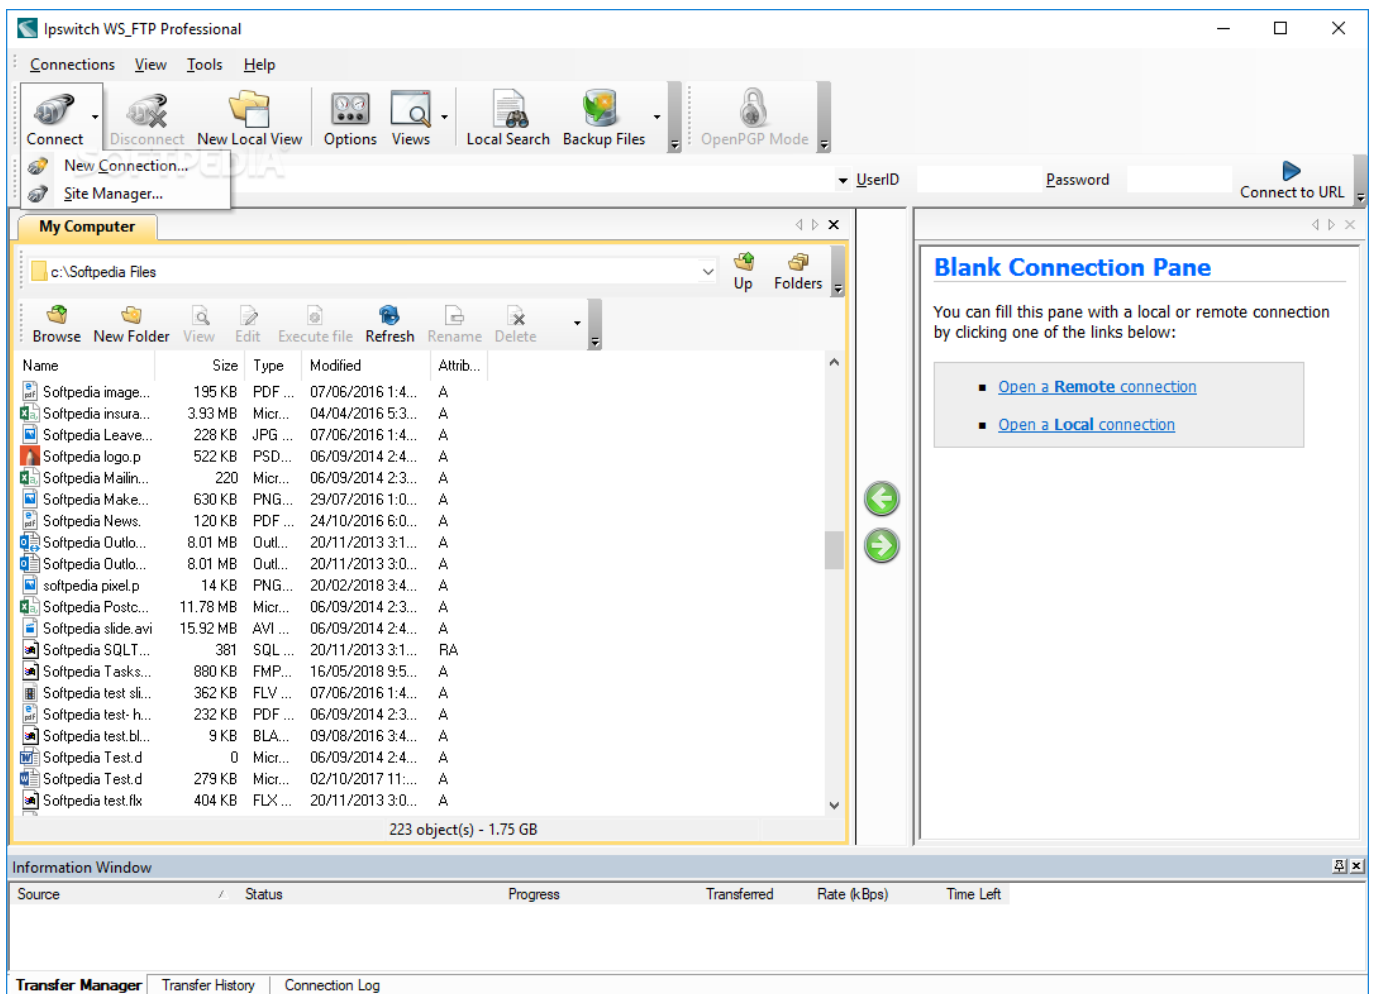 Ipswitch WS_FTP Professional
Connections View Tools Help
Connect Disconnect New Local View Options Views Local Search Backup Files OpenPGP Mode
SOFTPEDIA
New Connection...
Site Manager...
UserID Password Connect to URL
My Computer
c:\Softpedia Files Up Folders
Browse New Folder View Edit Execute file Refresh Rename Delete
Name Size Type Modified Attrib...
Softpedia image... 195 KB PDF ... 07/06/2016 1:4... A
Softpedia insura... 3.93 MB Micr... 04/04/2016 5:3... A
Softpedia Leave... 228 KB JPG ... 07/06/2016 1:4... A
Softpedia logo.p 522 KB PSD... 06/09/2014 2:4... A
Softpedia Mailin... 220 Micr... 06/09/2014 2:3... A
Softpedia Make... 630 KB PNG... 29/07/2016 1:0... A
Softpedia News. 120 KB PDF ... 24/10/2016 6:0... A
Softpedia Outlo... 8.01 MB Outl... 20/11/2013 3:1... A
Softpedia Outlo... 8.01 MB Outl... 20/11/2013 3:0... A
softpedia pixel.p 14 KB PNG... 20/02/2018 3:4... A
Softpedia Postc... 11.78 MB Micr... 06/09/2014 2:3... A
Softpedia slide.avi 15.92 MB AVI ... 06/09/2014 2:4... A
Softpedia SQLT... 381 SQL ... 20/11/2013 3:1... RA
Softpedia Tasks... 880 KB FMP... 16/05/2018 9:5... A
Softpedia test sli... 362 KB FLV ... 07/06/2016 1:4... A
Softpedia test- h... 232 KB PDF ... 06/09/2014 2:3... A
Softpedia test.bl... 9 KB BLA... 09/08/2016 3:4... A
Softpedia Test.d 0 Micr... 06/09/2014 2:4... A
Softpedia Test.d 279 KB Micr... 02/10/2017 11:... A
Softpedia test.flx 404 KB FLX ... 20/11/2013 3:0... A
223 object(s) - 1.75 GB
Blank Connection Pane
You can fill this pane with a local or remote connection
by clicking one of the links below:
Open a Remote connection
Open a Local connection
Information Window
Source Status Progress Transferred Rate (kBps) Time Left
Transfer Manager Transfer History Connection Log